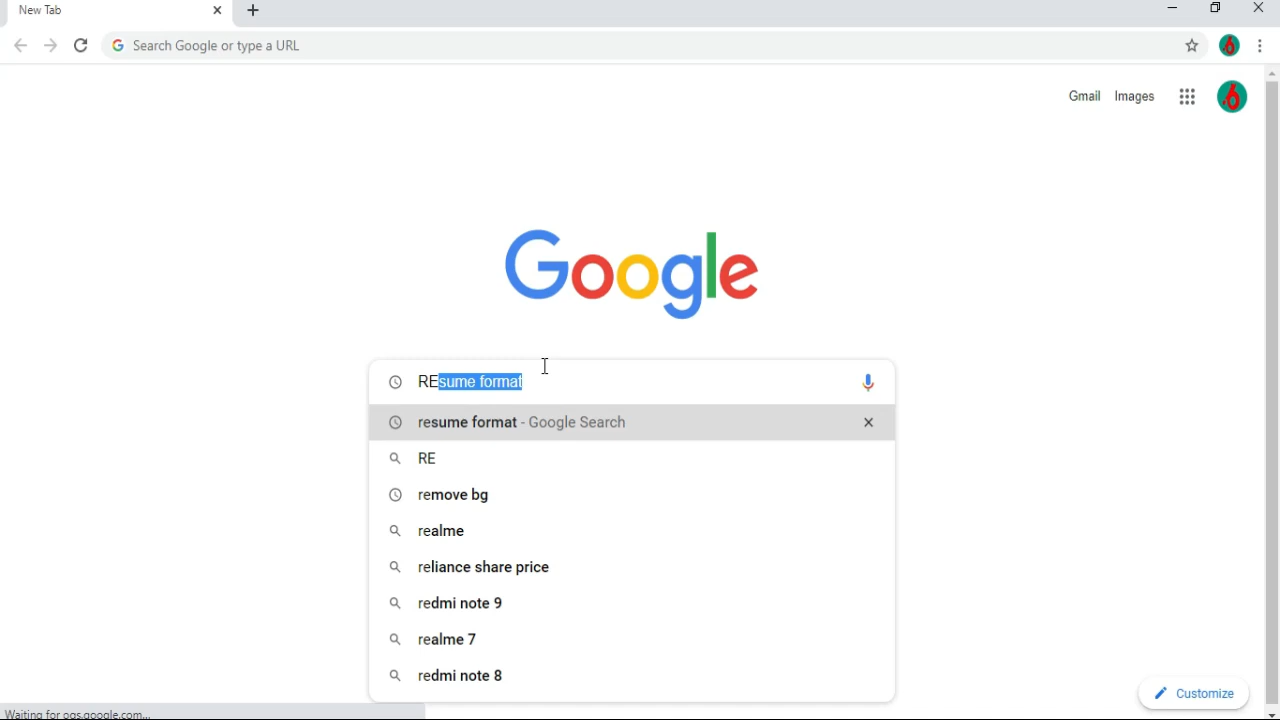 New Tab
Search Google or type a URL
Gmail Images
Google
REsume format
resume format - Google Search
RE
remove bg
realme
reliance share price
redmi note 9
realme 7
redmi note 8
Customize
Waiting for ogs.google.com...